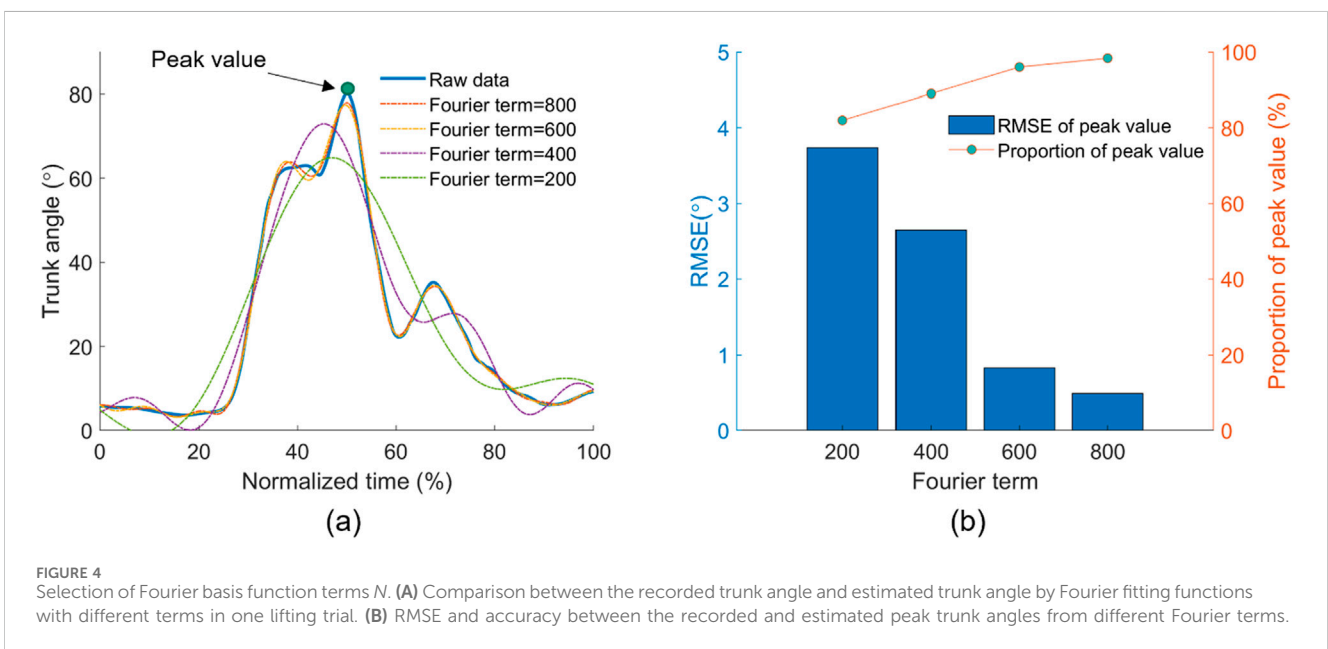 Peak value
Raw data
Fourier term=800
Fourier term=600
Fourier term=400
Fourier term=200
80
60
40
20
0
Trunk angle (°)
0 20 40 60 80 100
Normalized time (%)
(a)
5
4
3
2
1
0
RMSE(°)
RMSE of peak value
Proportion of peak value
100
80
60
40
20
0
Proportion of peak value (%)
200 400 600 800
Fourier term
(b)
FIGURE 4
Selection of Fourier basis function terms N. (A) Comparison between the recorded trunk angle and estimated trunk angle by Fourier fitting functions
with different terms in one lifting trial. (B) RMSE and accuracy between the recorded and estimated peak trunk angles from different Fourier terms.